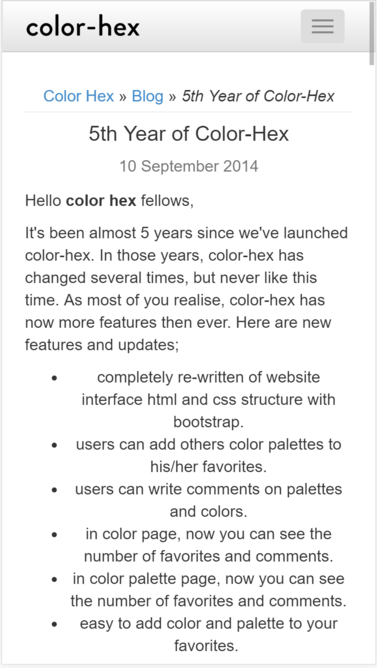 color-hex
Color Hex » Blog » 5th Year of Color-Hex
5th Year of Color-Hex
10 September 2014
Hello color hex fellows,
It's been almost 5 years since we've launched
color-hex. In those years, color-hex has
changed several times, but never like this
time. As most of you realise, color-hex has
now more features then ever. Here are new
features and updates;
• completely re-written of website
interface html and css structure with
bootstrap.
• users can add others color palettes to
his/her favorites.
• users can write comments on palettes
and colors.
• in color page, now you can see the
number of favorites and comments.
• in color palette page, now you can see
the number of favorites and comments.
• easy to add color and palette to your
favorites.